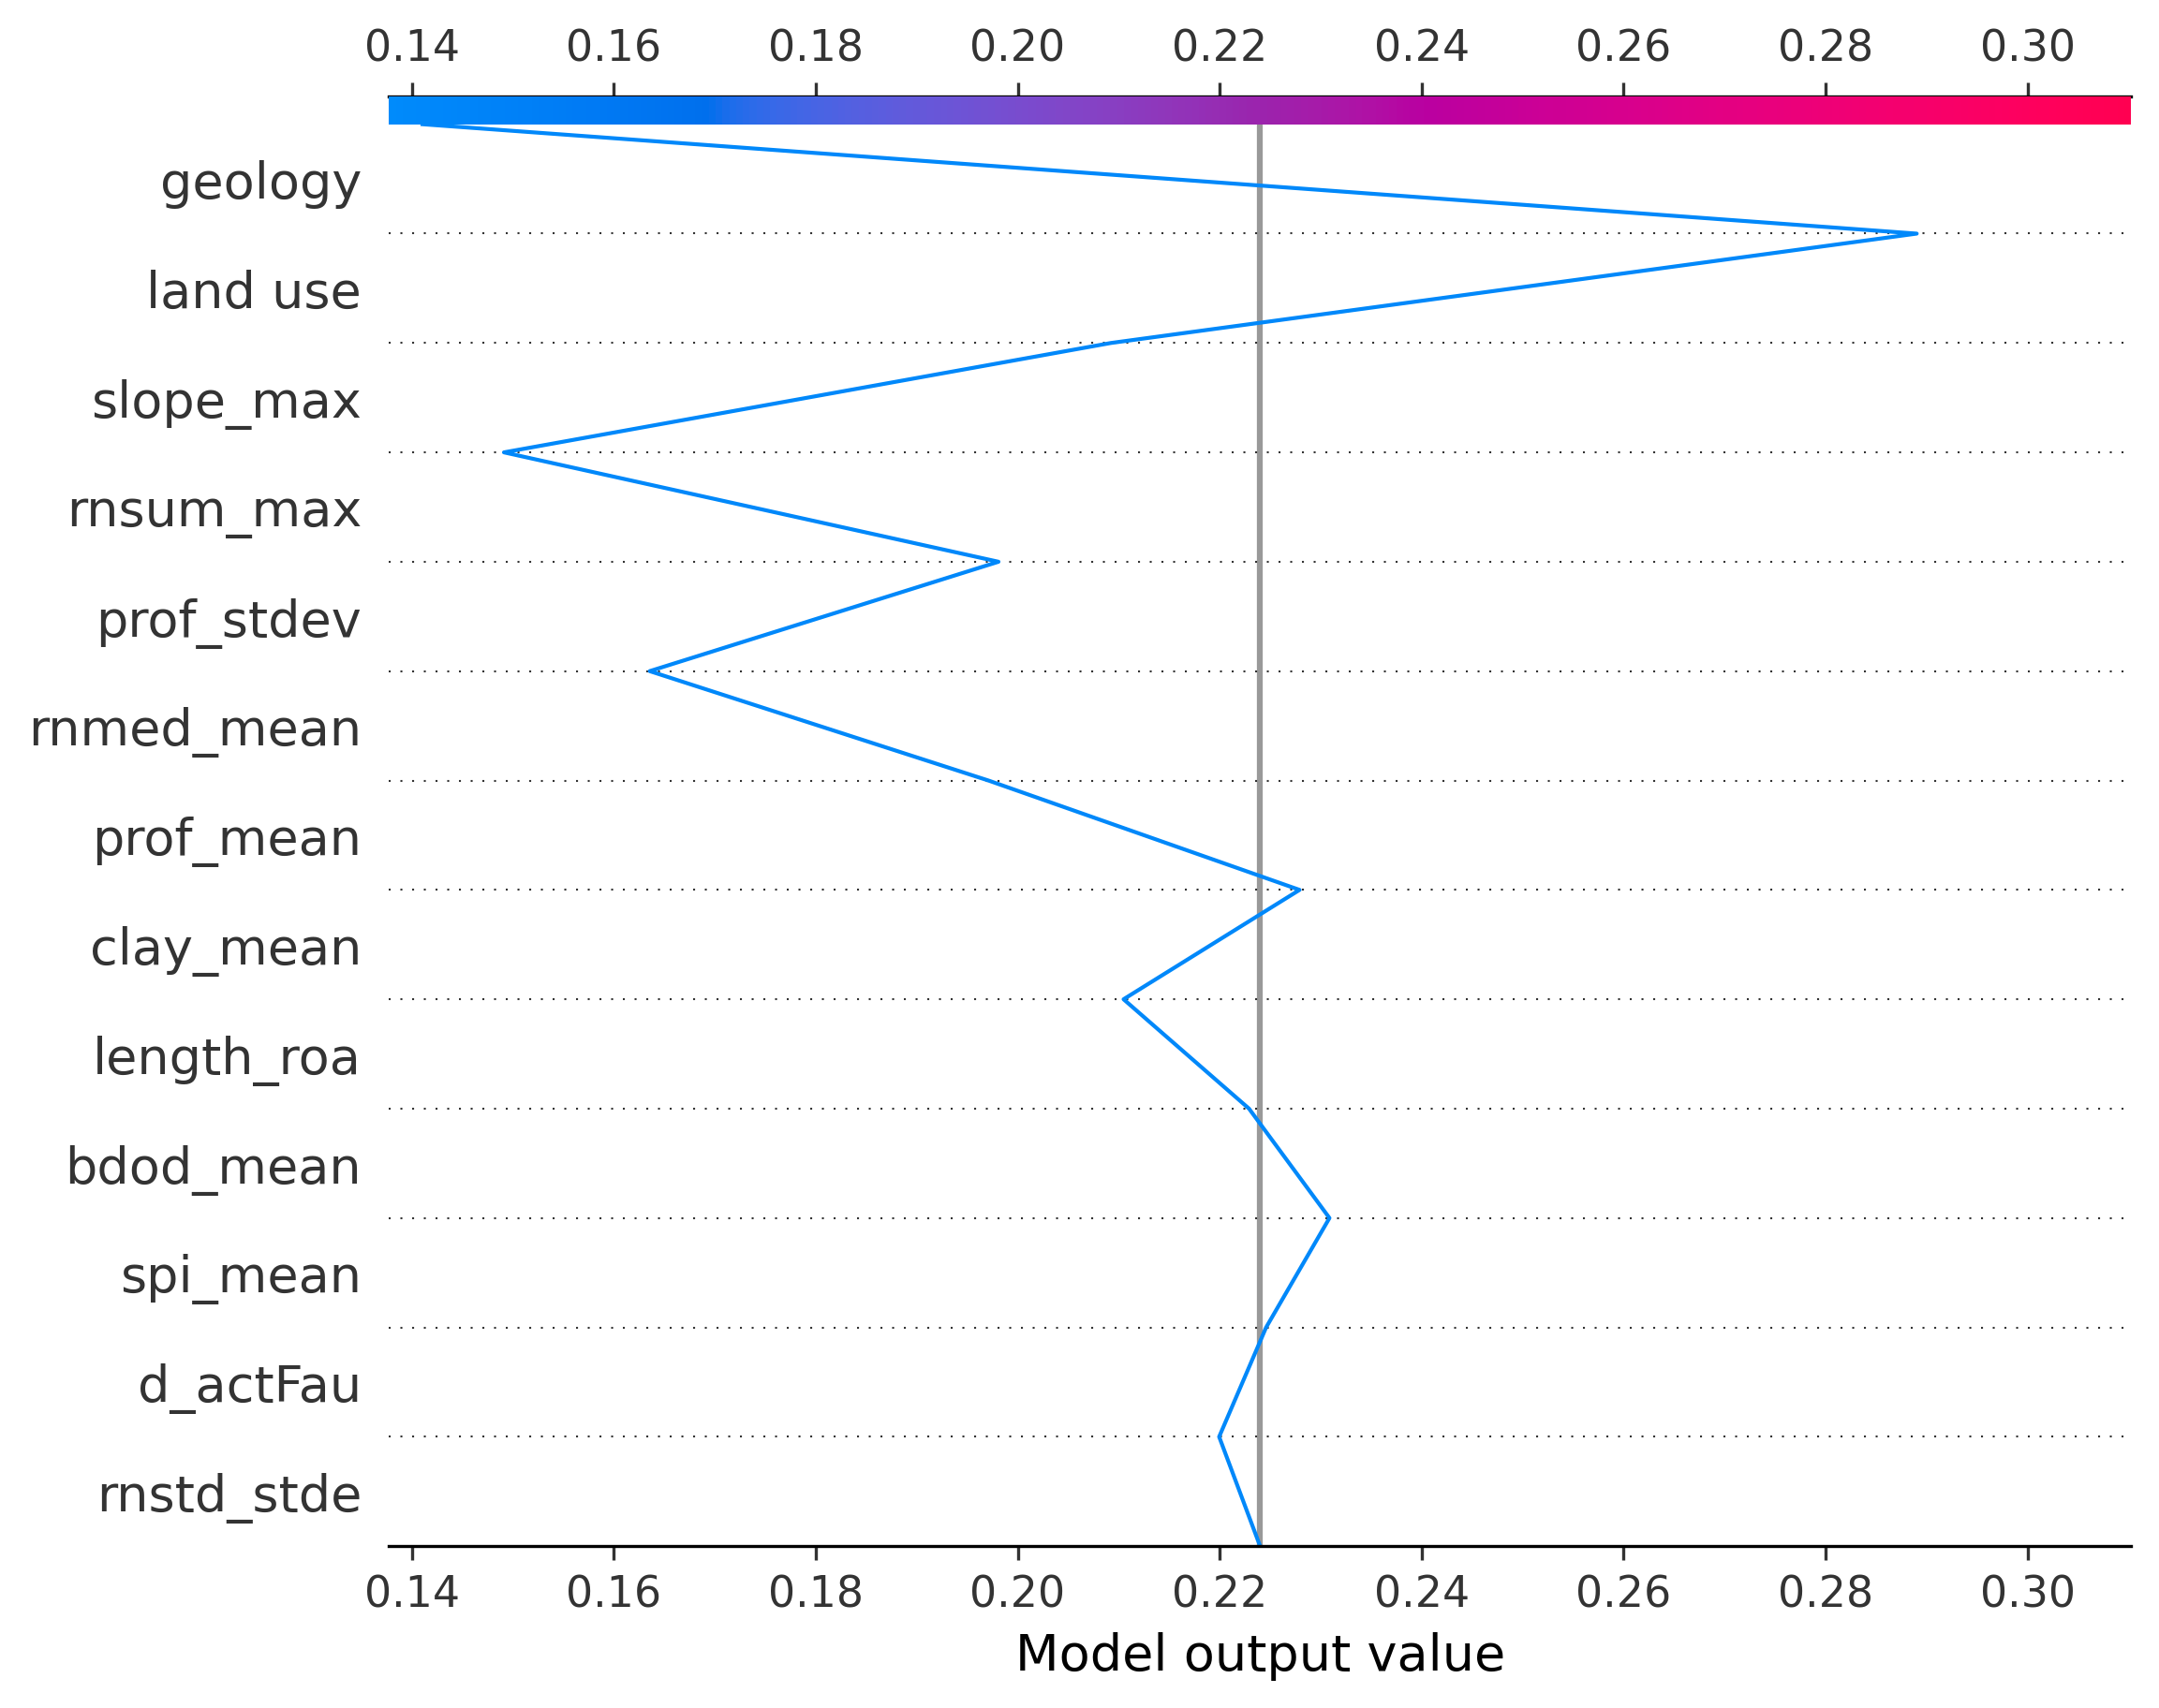 0.14 0.16 0.18 0.20 0.22 0.24 0.26 0.28 0.30
geology
land use
slope_max
rnsum_max
prof_stdev
rnmed_mean
prof_mean
clay_mean
length_roa
bdod_mean
spi_mean
d_actFau
rnstd_stde
0.14 0.16 0.18 0.20 0.22 0.24 0.26 0.28 0.30
Model output value